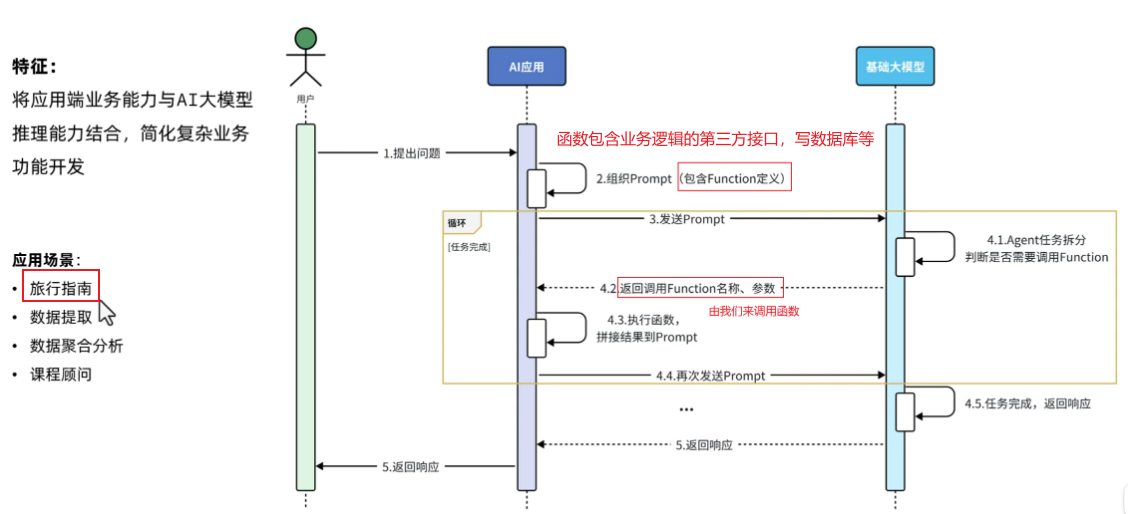 特征：
将应用端业务能力与AI大模型
推理能力结合，简化复杂业务
功能开发
应用场景：
• 旅行指南
• 数据提取
• 数据聚合分析
• 课程顾问
用户
AI应用
基础大模型
函数包含业务逻辑的第三方接口，写数据库等
1.提出问题
2.组织Prompt（包含Function定义）
循环
[任务完成]
3.发送Prompt
4.1.Agent任务拆分
判断是否需要调用Function
4.2.返回调用Function名称、参数
由我们来调用函数
4.3.执行函数，
拼接结果到Prompt
4.4.再次发送Prompt
...
4.5.任务完成，返回响应
5.返回响应
5.返回响应